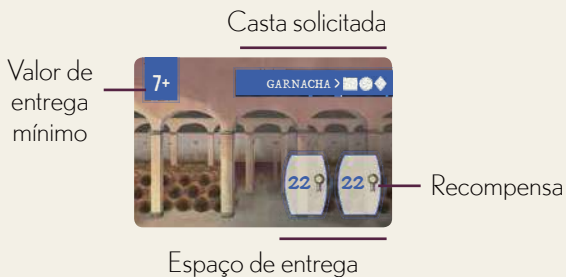 Casta solicitada
Valor de
entrega
mínimo
7+
GARNACHA >
22 22
Recompensa
Espaço de entrega